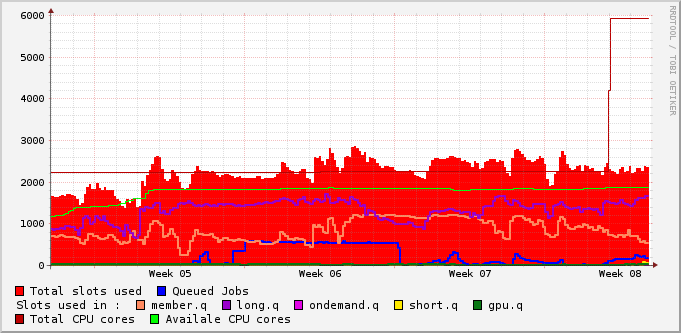 6000
5000
4000
3000
2000
1000
0
Week 05 Week 06 Week 07 Week 08
RRDTOOL / TOBI OETIKER
Total slots used Queued Jobs
Slots used in : member.q long.q ondemand.q short.q gpu.q
Total CPU cores Availale CPU cores